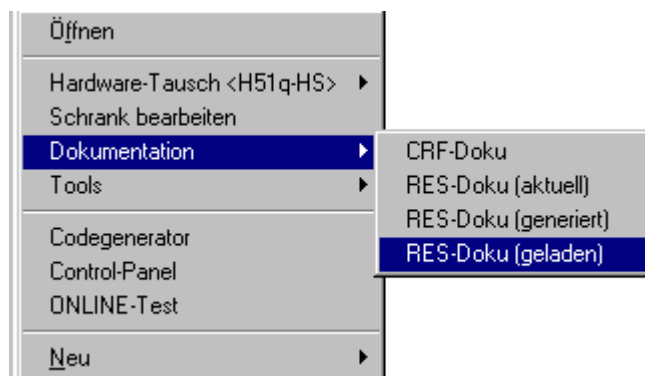 Öffnen
Hardware-Tausch <H51q-HS>
Schrank bearbeiten
Dokumentation
Tools
Codegenerator
Control-Panel
ONLINE-Test
Neu
CRF-Doku
RES-Doku (aktuell)
RES-Doku (generiert)
RES-Doku (geladen)